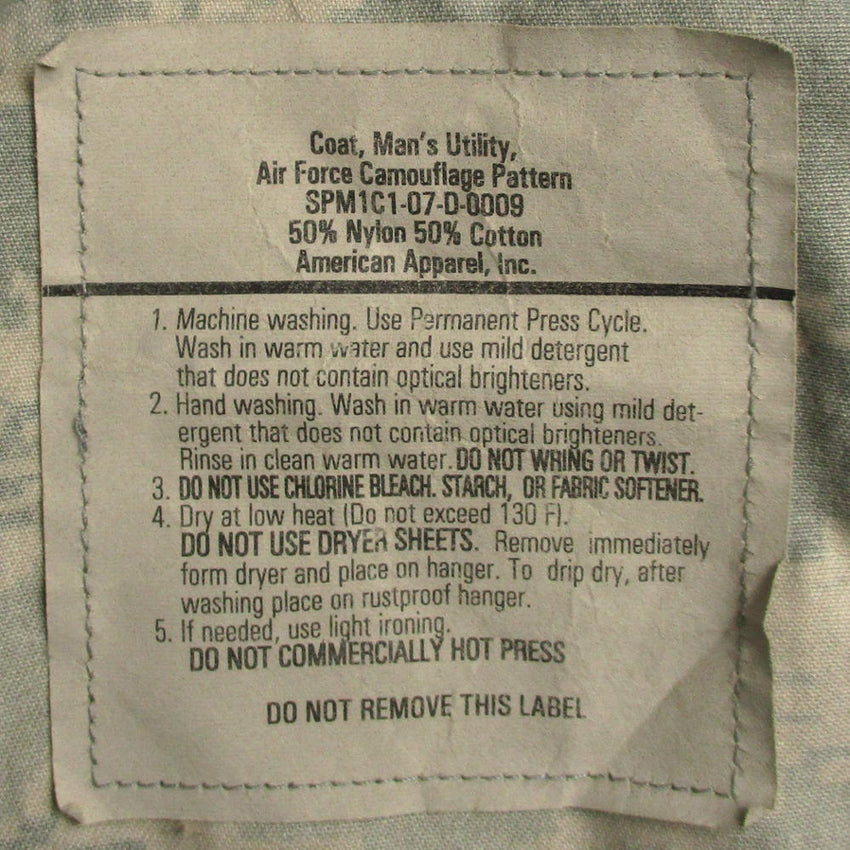 Coat, Man's Utility,
Air Force Camouflage Pattern
SPM1C1-07-D-0009
50% Nylon 50% Cotton
American Apparel, Inc.
1. Machine washing. Use Permanent Press Cycle.
Wash in warm water and use mild detergent
that does not contain optical brighteners.
2. Hand washing. Wash in warm water using mild det-
ergent that does not contain optical brighteners.
Rinse in clean warm water. DO NOT WRING OR TWIST.
3. DO NOT USE CHLORINE BLEACH. STARCH, OR FABRIC SOFTENER.
4. Dry at low heat (Do not exceed 130 F).
DO NOT USE DRYER SHEETS. Remove immediately
form dryer and place on hanger. To drip dry, after
washing place on rustproof hanger.
5. If needed, use light ironing.
DO NOT COMMERCIALLY HOT PRESS
DO NOT REMOVE THIS LABEL